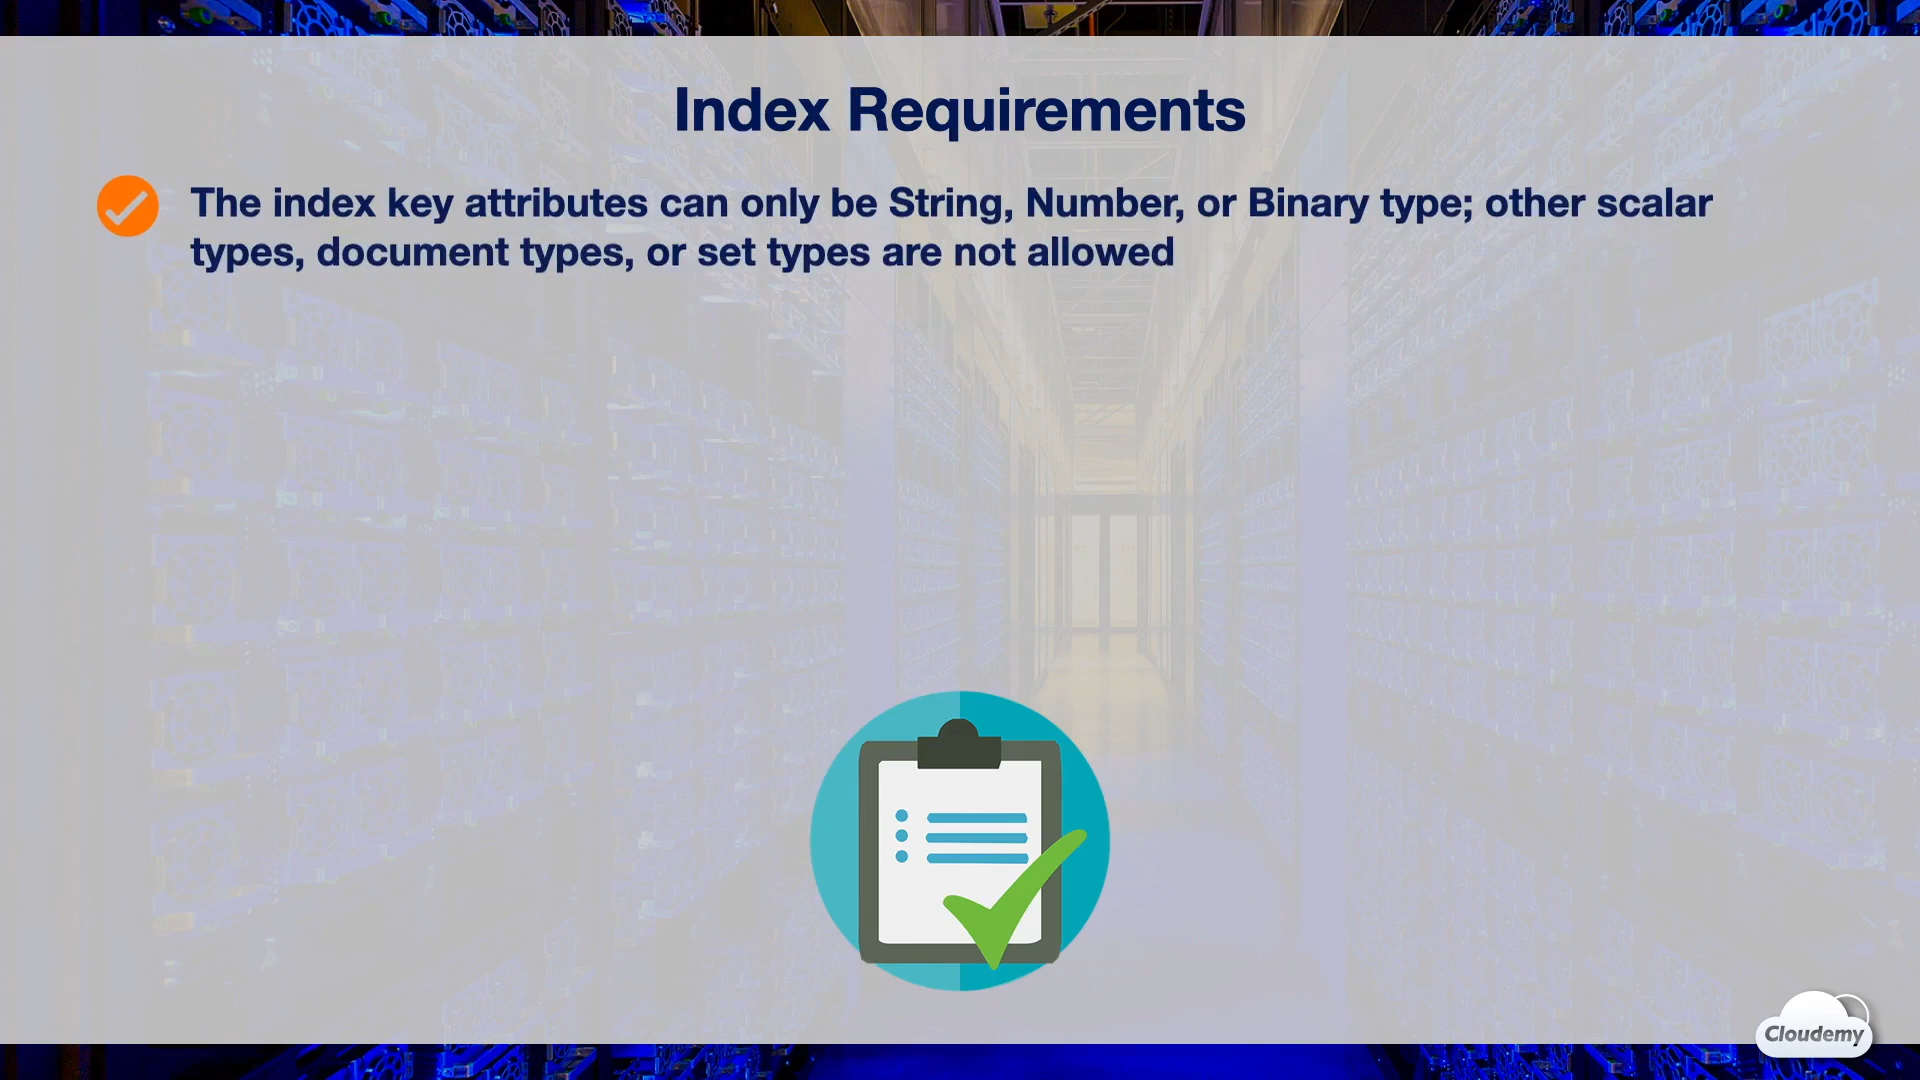 Index Requirements
The index key attributes can only be String, Number, or Binary type; other scalar
types, document types, or set types are not allowed
Cloudemy